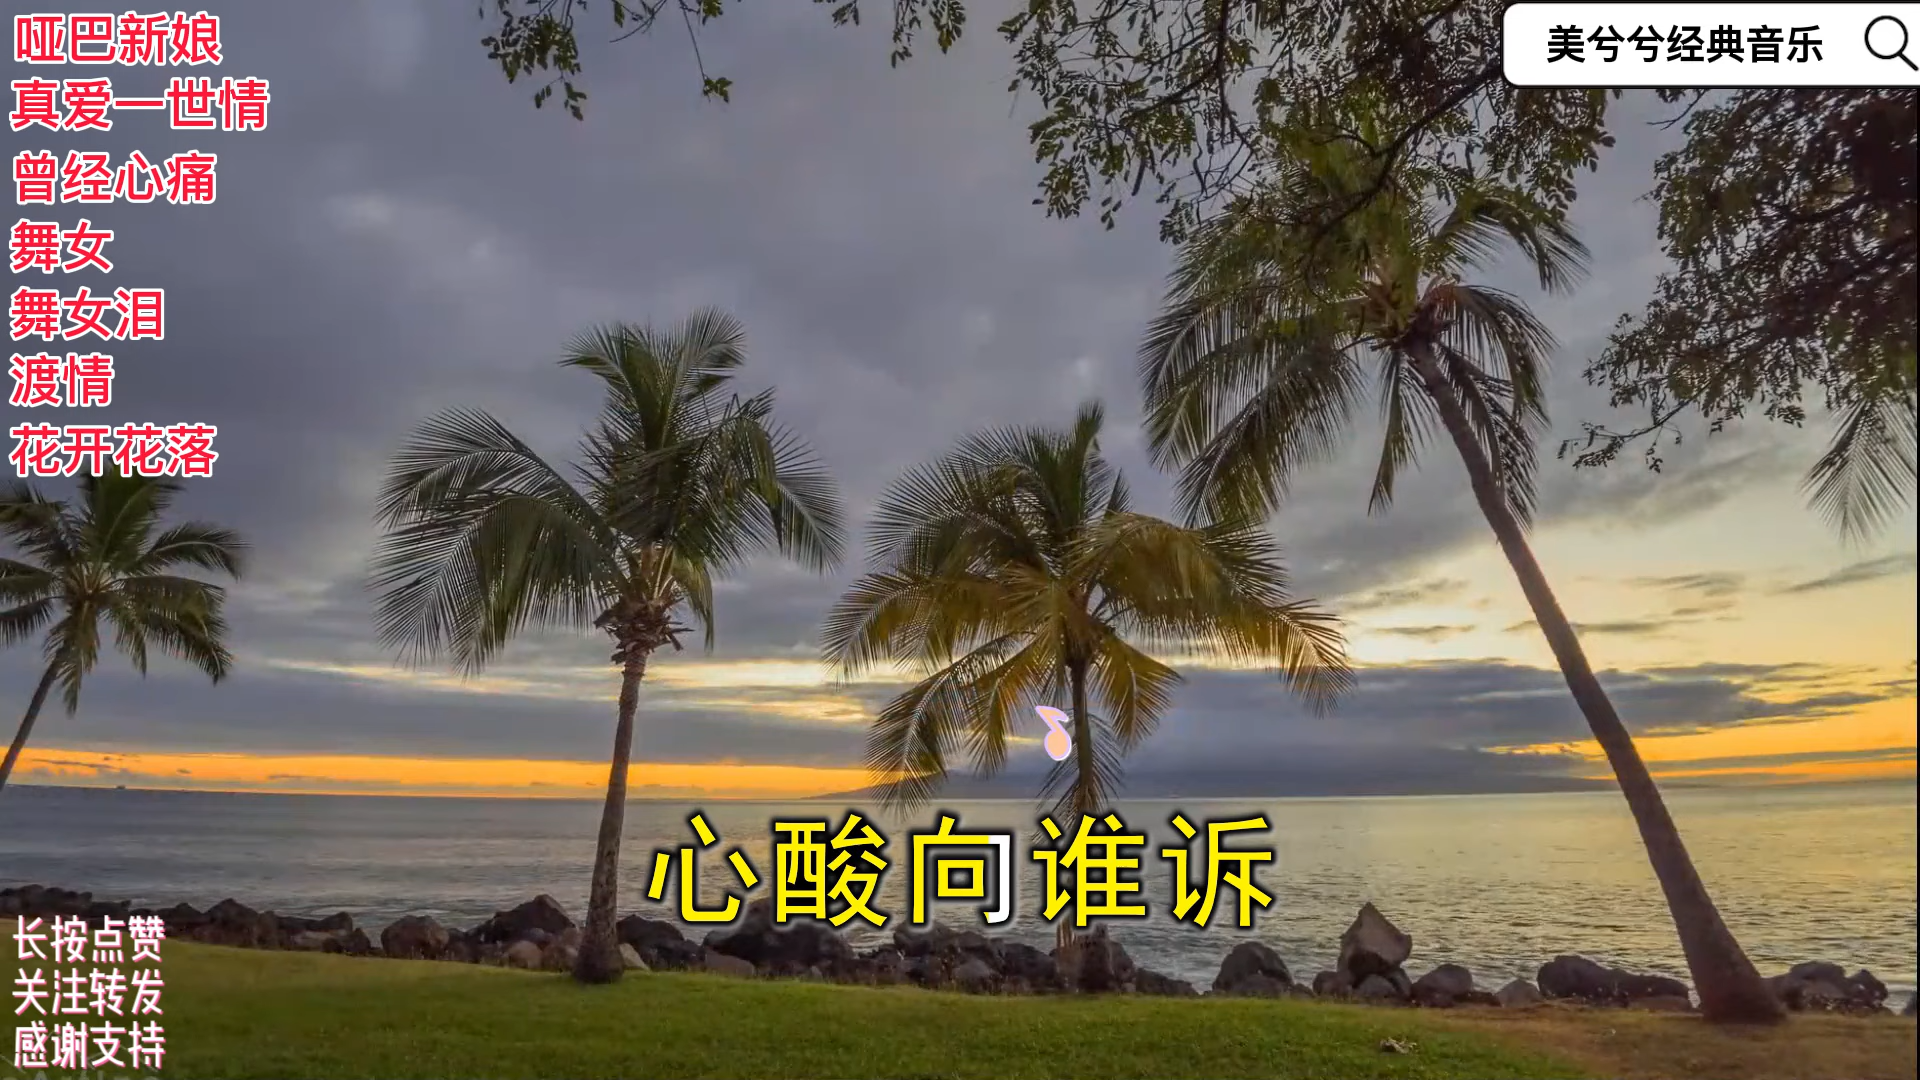 哑巴新娘
真爱一世情
曾经心痛
舞女
舞女泪
渡情
花开花落
美兮兮经典音乐
心酸向谁诉
长按点赞
关注转发
感谢支持